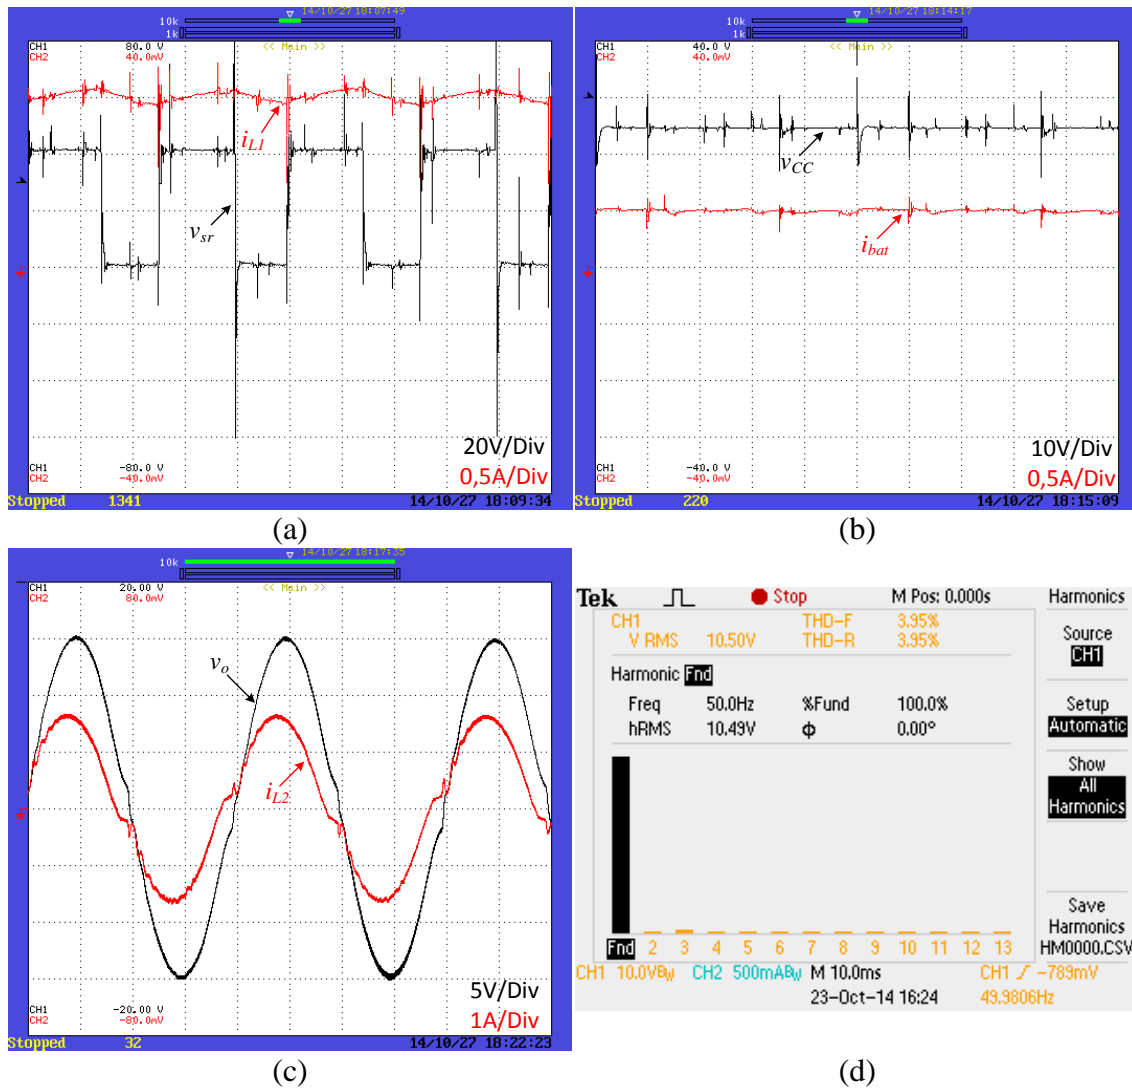 14/10/27 18:07:49
10k
1k
CH1 80.0 V << Main >>
CH2 40.0mV
iL1
vsr
20V/Div
0,5A/Div
CH1 -80.0 V
CH2 -40.0mV
Stopped 1341 14/10/27 18:09:34
(a)
14/10/27 18:14:17
10k
1k
CH1 40.0 V << Main >>
CH2 40.0mV
vCC
ibat
10V/Div
0,5A/Div
CH1 -40.0 V
CH2 -40.0mV
Stopped 220 14/10/27 18:15:09
(b)
14/10/27 18:17:35
10k
CH1 20.00 V << Main >>
CH2 80.0mV
vo
iL2
5V/Div
1A/Div
CH1 -20.00 V
CH2 -80.0mV
Stopped 32 14/10/27 18:22:23
(c)
Tek Stop M Pos: 0.000s Harmonics
CH1 THD-F 3.95%
V RMS 10.50V THD-R 3.95%
Source
CH1
Harmonic Fnd
Freq 50.0Hz %Fund 100.0%
hRMS 10.49V ϕ 0.00°
Setup
Automatic
Show
All
Harmonics
Save
Harmonics
HM0000.CSV
Fnd 2 3 4 5 6 7 8 9 10 11 12 13
CH1 10.0VBW CH2 500mABW M 10.0ms CH1 -789mV
23-Oct-14 16:24 49.9806Hz
(d)